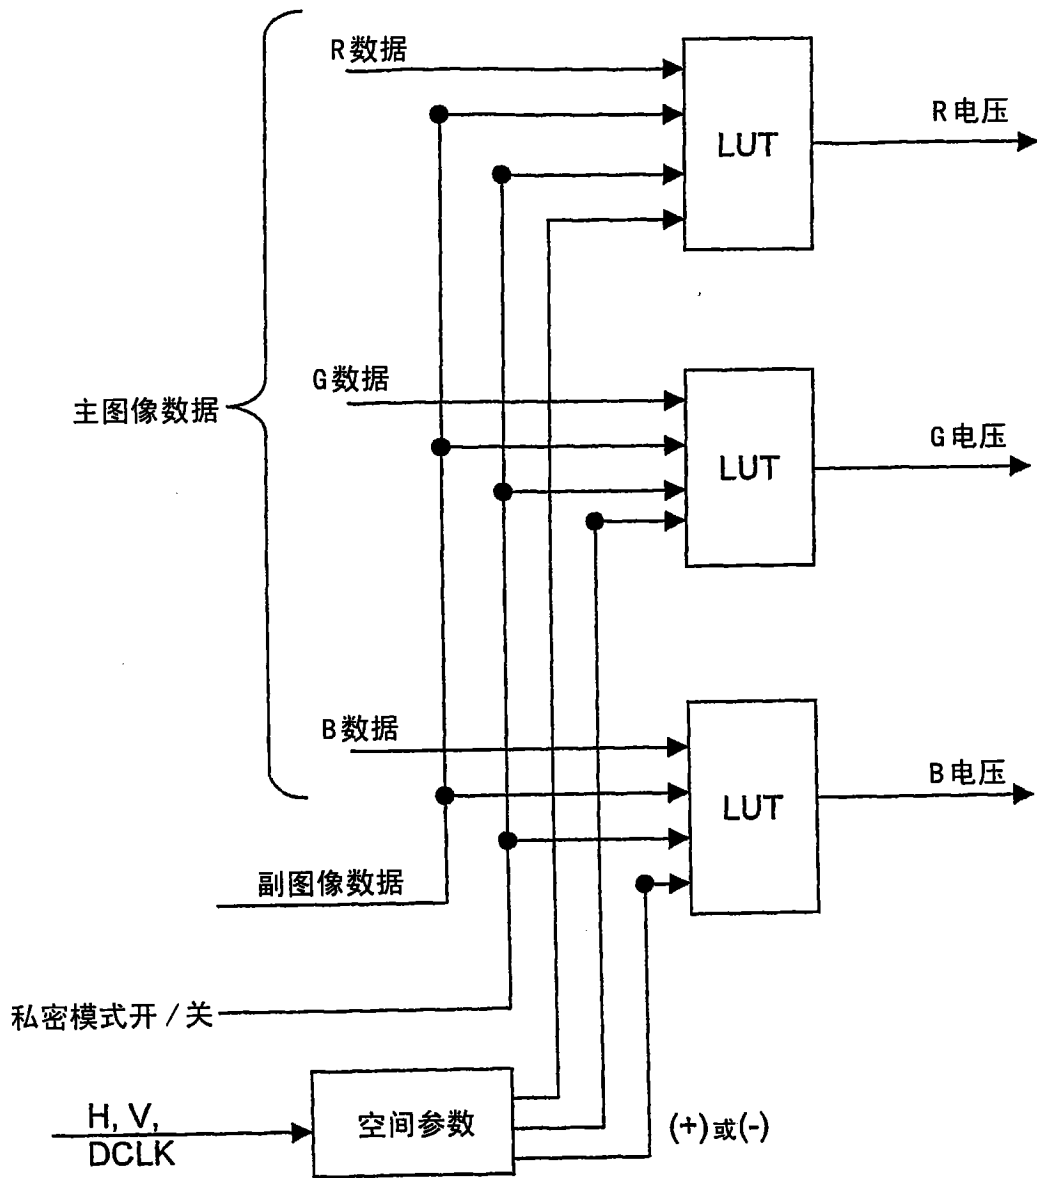 R数据
LUT
R电压
G数据
主图像数据
LUT
G电压
B数据
LUT
B电压
副图像数据
私密模式开/关
H, V,
DCLK
空间参数
(+)或(-)